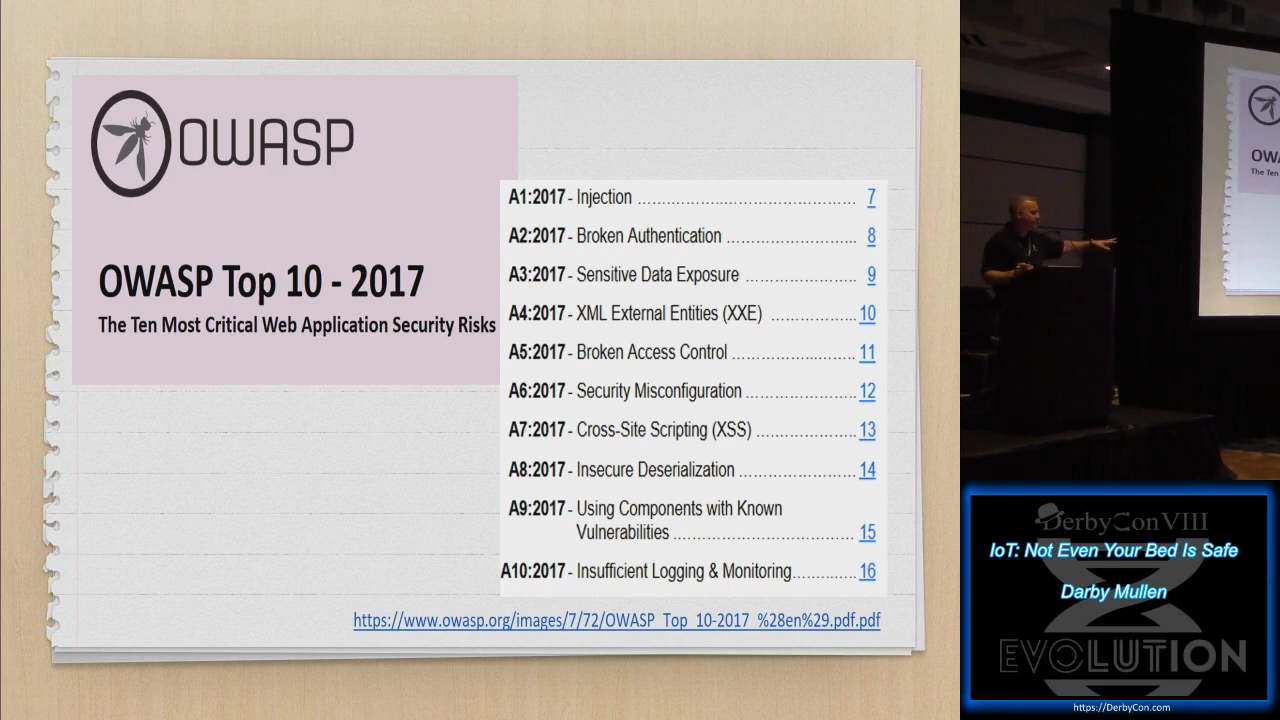 OWASP
OWASP Top 10 - 2017
The Ten Most Critical Web Application Security Risks
A1:2017 - Injection ................................................ 7
A2:2017 - Broken Authentication ............................. 8
A3:2017 - Sensitive Data Exposure ......................... 9
A4:2017 - XML External Entities (XXE) ................... 10
A5:2017 - Broken Access Control ........................... 11
A6:2017 - Security Misconfiguration ........................ 12
A7:2017 - Cross-Site Scripting (XSS) ...................... 13
A8:2017 - Insecure Deserialization .......................... 14
A9:2017 - Using Components with Known
Vulnerabilities ........................................ 15
A10:2017 - Insufficient Logging & Monitoring............. 16
https://www.owasp.org/images/7/72/OWASP_Top_10-2017_%28en%29.pdf.pdf
OWA
The Ten
DerbyCon VIII
IoT: Not Even Your Bed Is Safe
Darby Mullen
EVOLUTION
https://DerbyCon.com